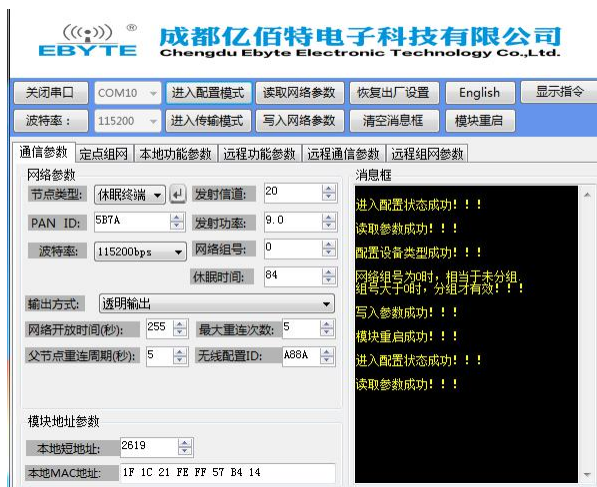 ((·)) ®
EBYTE
成都亿佰特电子科技有限公司
Chengdu Ebyte Electronic Technology Co.,Ltd.
关闭串口 COM10 进入配置模式 读取网络参数 恢复出厂设置 English 显示指令
波特率： 115200 进入传输模式 写入网络参数 清空消息框 模块重启
通信参数 定点组网 本地功能参数 远程功能参数 远程通信参数 远程组网参数
网络参数 消息框
节点类型: 休眠终端 发射信道: 20
PAN ID: 5B7A 发射功率: 9.0
波特率: 115200bps 网络组号: 0
休眠时间: 84
输出方式: 透明输出
网络开放时间(秒): 255 最大重连次数: 5
父节点重连周期(秒): 5 无线配置ID: A88A
模块地址参数
本地短地址: 2619
本地MAC地址: 1F 1C 21 FE FF 57 B4 14
进入配置状态成功！！！
读取参数成功！！！
配置设备类型成功！！！
网络组号为0时，相当于未分组，
组号大于0时，分组才有效！！！
写入参数成功！！！
模块重启成功！！！
进入配置状态成功！！！
读取参数成功！！！